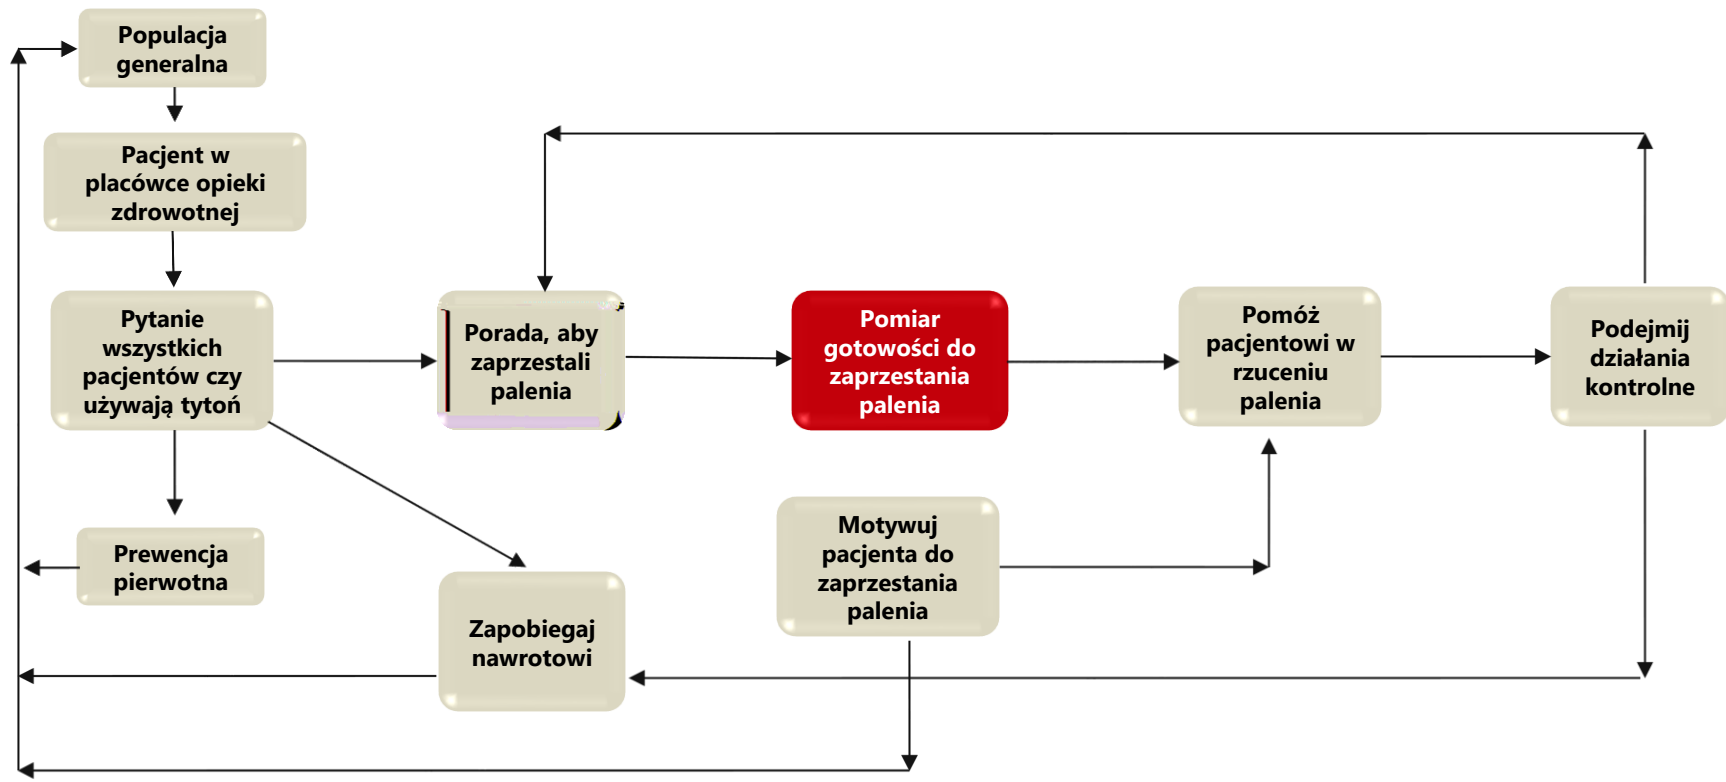 Populacja
generalna
Pacjent w
placówce opieki
zdrowotnej
Pytanie
wszystkich
pacjentów czy
używają tytoń
Porada, aby
zaprzestali
palenia
Pomiar
gotowości do
zaprzestania
palenia
Pomóż
pacjentowi w
rzuceniu
palenia
Podejmij
działania
kontrolne
Prewencja
pierwotna
Zapobiegaj
nawrotowi
Motywuj
pacjenta do
zaprzestania
palenia